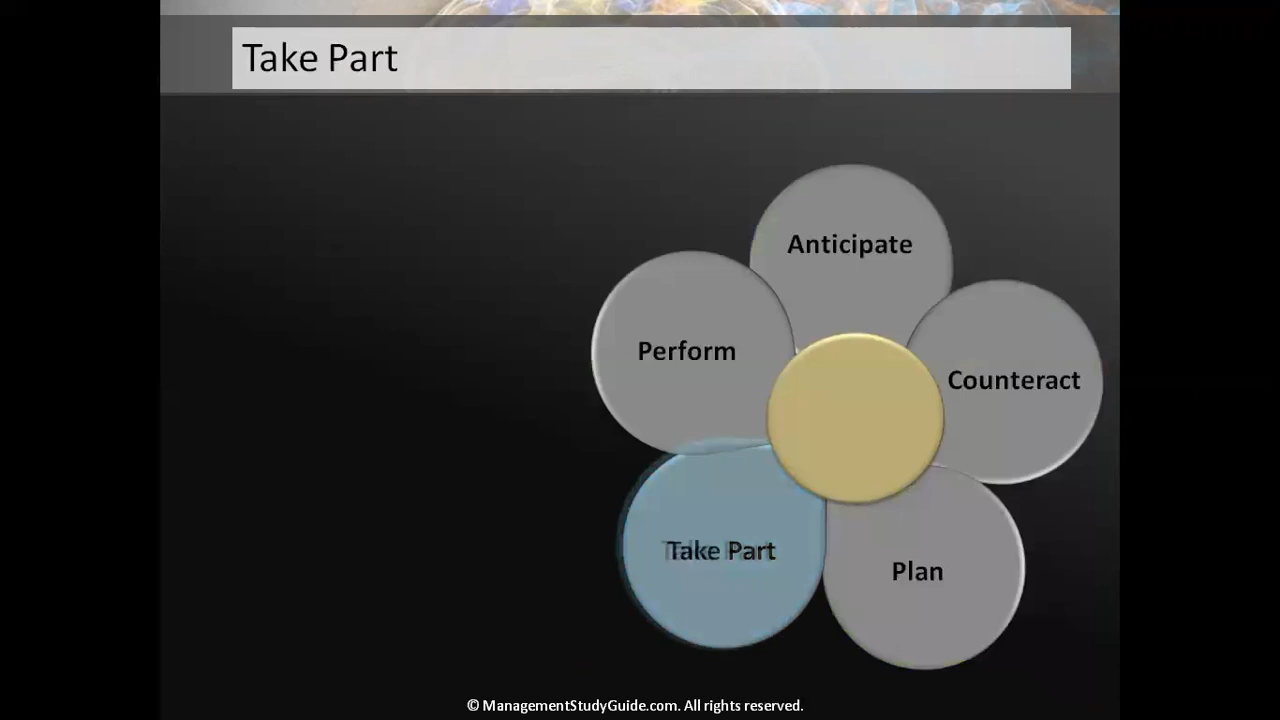 Take Part
Anticipate
Perform
Counteract
Take Part
Plan
© ManagementStudyGuide.com. All rights reserved.